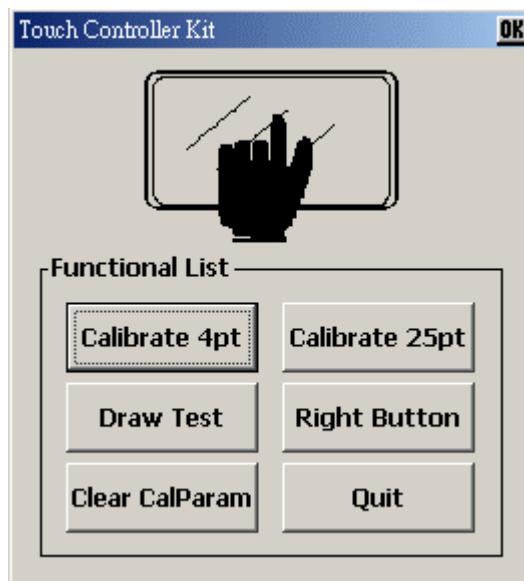 Touch Controller Kit OK
Functional List
Calibrate 4pt Calibrate 25pt
Draw Test Right Button
Clear CalParam Quit